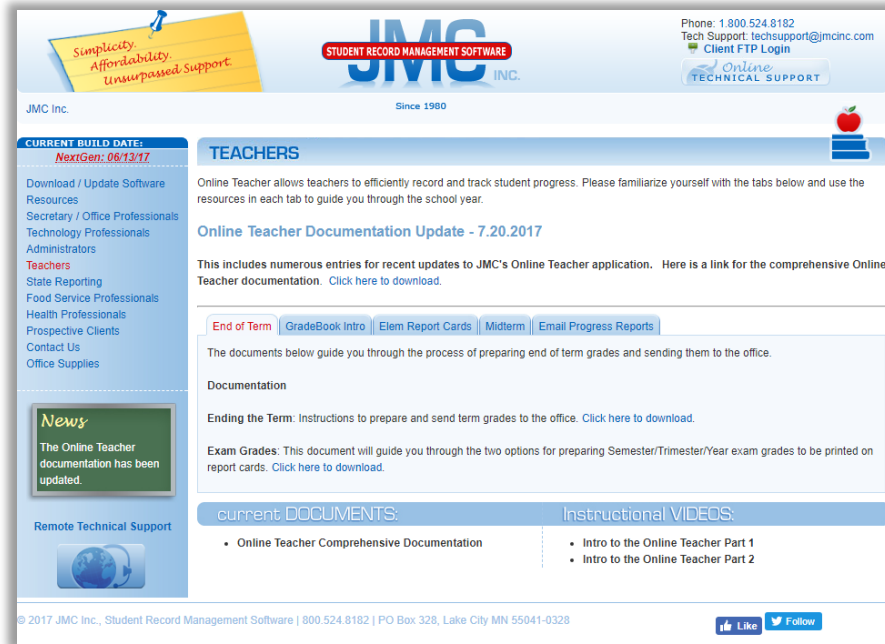 Simplicity.
Affordability.
Unsurpassed Support.
STUDENT RECORD MANAGEMENT SOFTWARE
JMC INC.
Since 1980
Phone: 1.800.524.8182
Tech Support: techsupport@jmcinc.com
Client FTP Login
Online
TECHNICAL SUPPORT
JMC Inc.
CURRENT BUILD DATE:
NextGen: 06/13/17
Download / Update Software
Resources
Secretary / Office Professionals
Technology Professionals
Administrators
Teachers
State Reporting
Food Service Professionals
Health Professionals
Prospective Clients
Contact Us
Office Supplies
News
The Online Teacher
documentation has been
updated.
Remote Technical Support
TEACHERS
Online Teacher allows teachers to efficiently record and track student progress. Please familiarize yourself with the tabs below and use the
resources in each tab to guide you through the school year.
Online Teacher Documentation Update - 7.20.2017
This includes numerous entries for recent updates to JMC's Online Teacher application. Here is a link for the comprehensive Online
Teacher documentation. Click here to download.
End of Term GradeBook Intro Elem Report Cards Midterm Email Progress Reports
The documents below guide you through the process of preparing end of term grades and sending them to the office.
Documentation
Ending the Term: Instructions to prepare and send term grades to the office. Click here to download.
Exam Grades: This document will guide you through the two options for preparing Semester/Trimester/Year exam grades to be printed on
report cards. Click here to download.
current DOCUMENTS:
• Online Teacher Comprehensive Documentation
Instructional VIDEOS:
• Intro to the Online Teacher Part 1
• Intro to the Online Teacher Part 2
© 2017 JMC Inc., Student Record Management Software | 800.524.8182 | PO Box 328, Lake City MN 55041-0328
Like Follow